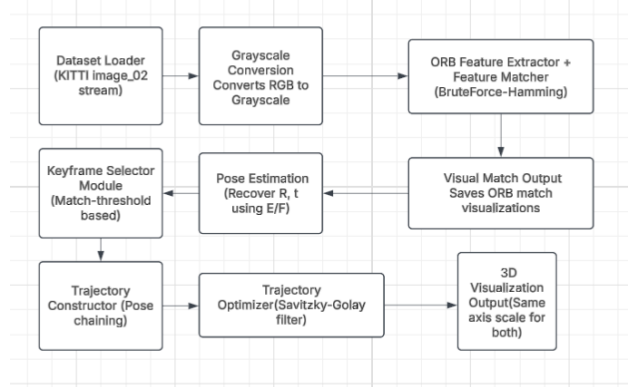 Dataset Loader
(KITTI image_02
stream)
Grayscale
Conversion
Converts RGB to
Grayscale
ORB Feature Extractor +
Feature Matcher
(BruteForce-Hamming)
Keyframe Selector
Module
(Match-threshold
based)
Pose Estimation
(Recover R, t
using E/F)
Visual Match Output
Saves ORB match
visualizations
Trajectory
Constructor (Pose
chaining)
Trajectory
Optimizer(Savitzky-Golay
filter)
3D
Visualization
Output(Same
axis scale for
both)